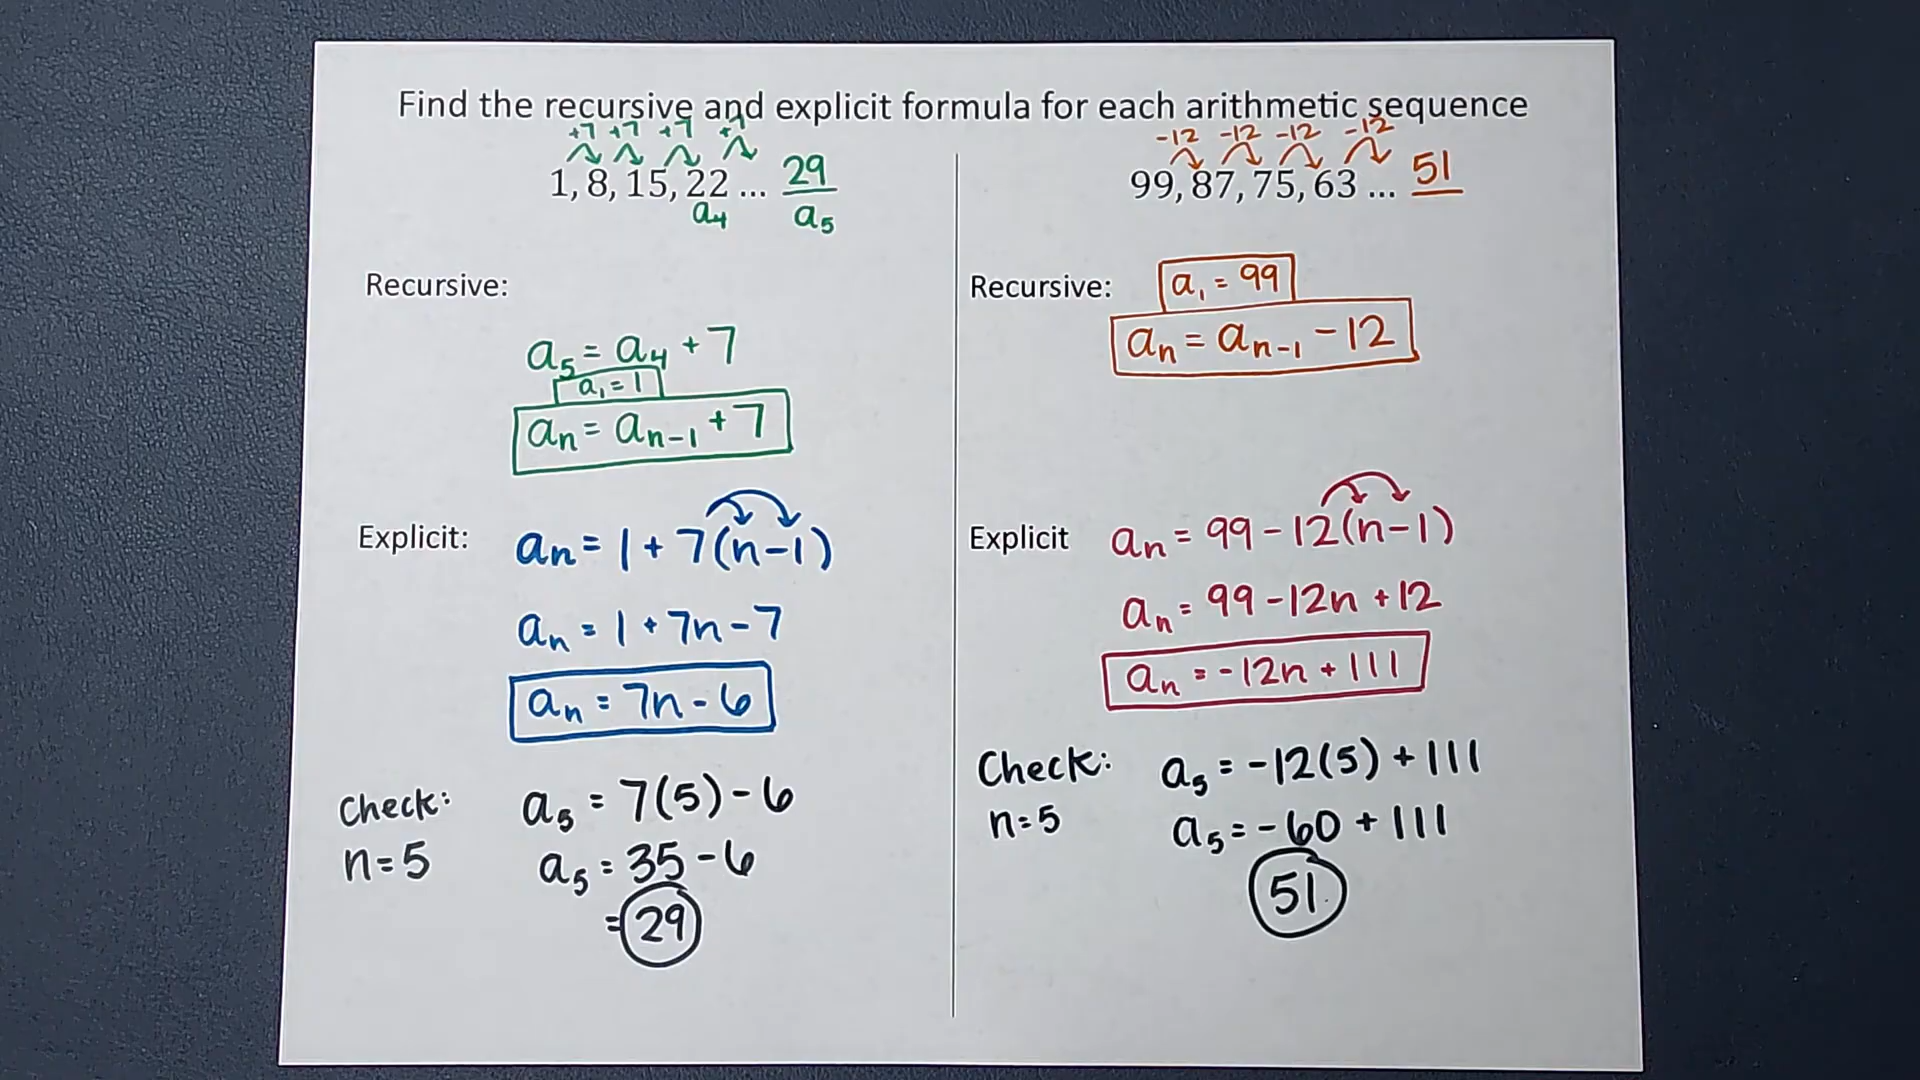 Find the recursive and explicit formula for each arithmetic sequence
+7 +7 +7 +7
1, 8, 15, 22 ... 29
a₄ a₅
Recursive:
a₅ = a₄ + 7
a₁ = 1
aₙ = aₙ₋₁ + 7
Explicit: aₙ = 1 + 7(n-1)
aₙ = 1 + 7n - 7
aₙ = 7n - 6
Check: a₅ = 7(5) - 6
n=5 a₅ = 35 - 6
= 29
-12 -12 -12 -12
99, 87, 75, 63 ... 51
Recursive: a₁ = 99
aₙ = aₙ₋₁ - 12
Explicit aₙ = 99 - 12(n-1)
aₙ = 99 - 12n + 12
aₙ = -12n + 111
Check: a₅ = -12(5) + 111
n=5 a₅ = -60 + 111
51